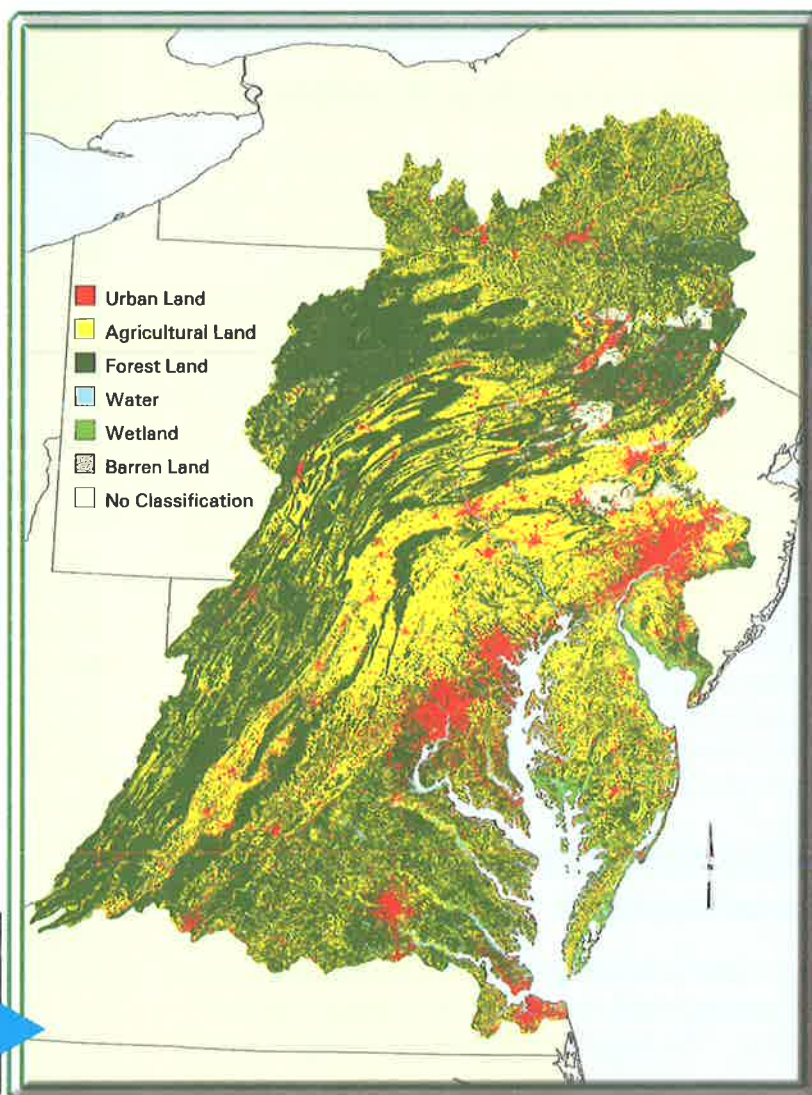 Urban Land
Agricultural Land
Forest Land
Water
Wetland
Barren Land
No Classification